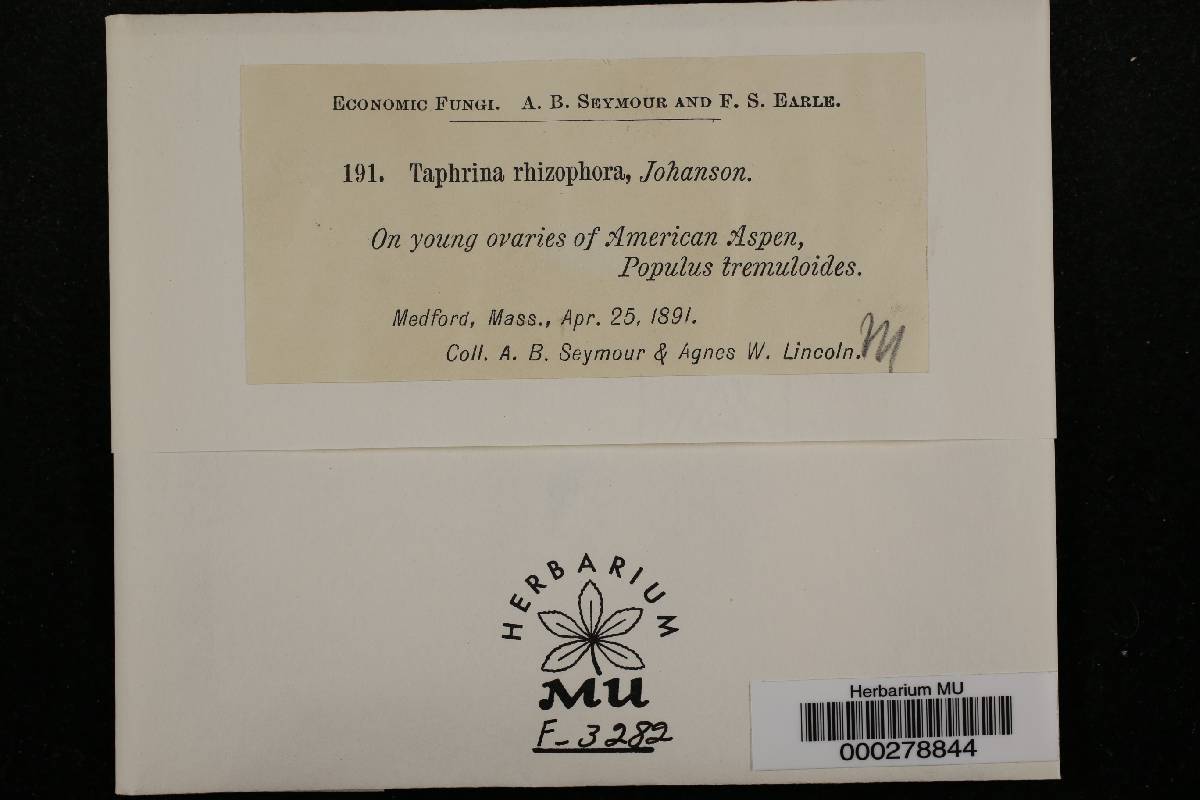 ECONOMIC FUNGI. A. B. SEYMOUR AND F. S. EARLE.
191. Taphrina rhizophora, Johanson.
On young ovaries of American Aspen,
Populus tremuloides.
Medford, Mass., Apr. 25, 1891.
Coll. A. B. Seymour & Agnes W. Lincoln.
M
HERBARIUM
MU
F-3282
Herbarium MU
000278844